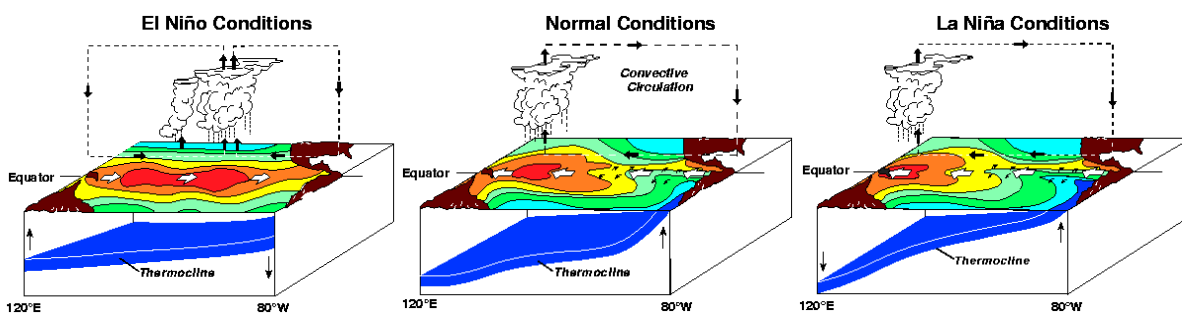 El Niño Conditions
Equator
Thermocline
120°E
80°W
Normal Conditions
Convective
Circulation
Equator
Thermocline
120°E
80°W
La Niña Conditions
Equator
Thermocline
120°E
80°W